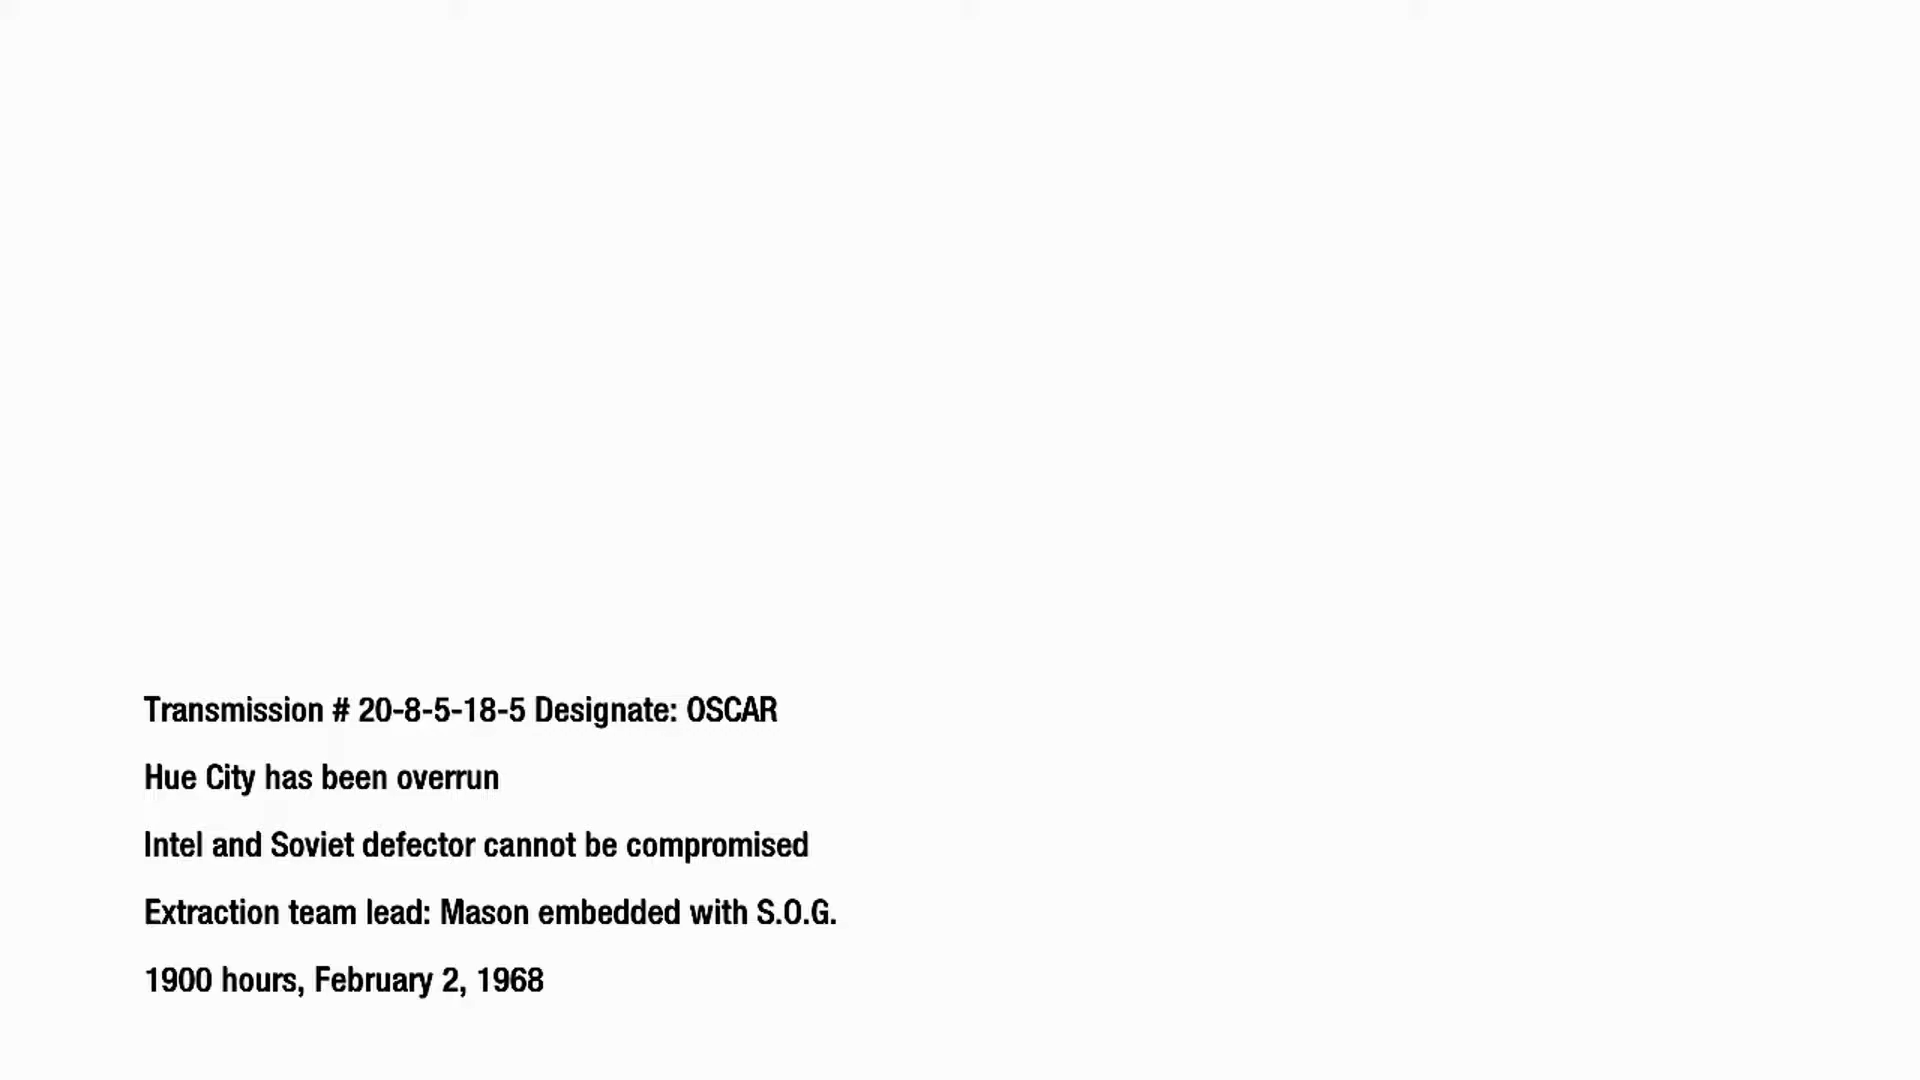 Transmission # 20-8-5-18-5 Designate: OSCAR
Hue City has been overrun
Intel and Soviet defector cannot be compromised
Extraction team lead: Mason embedded with S.O.G.
1900 hours, February 2, 1968